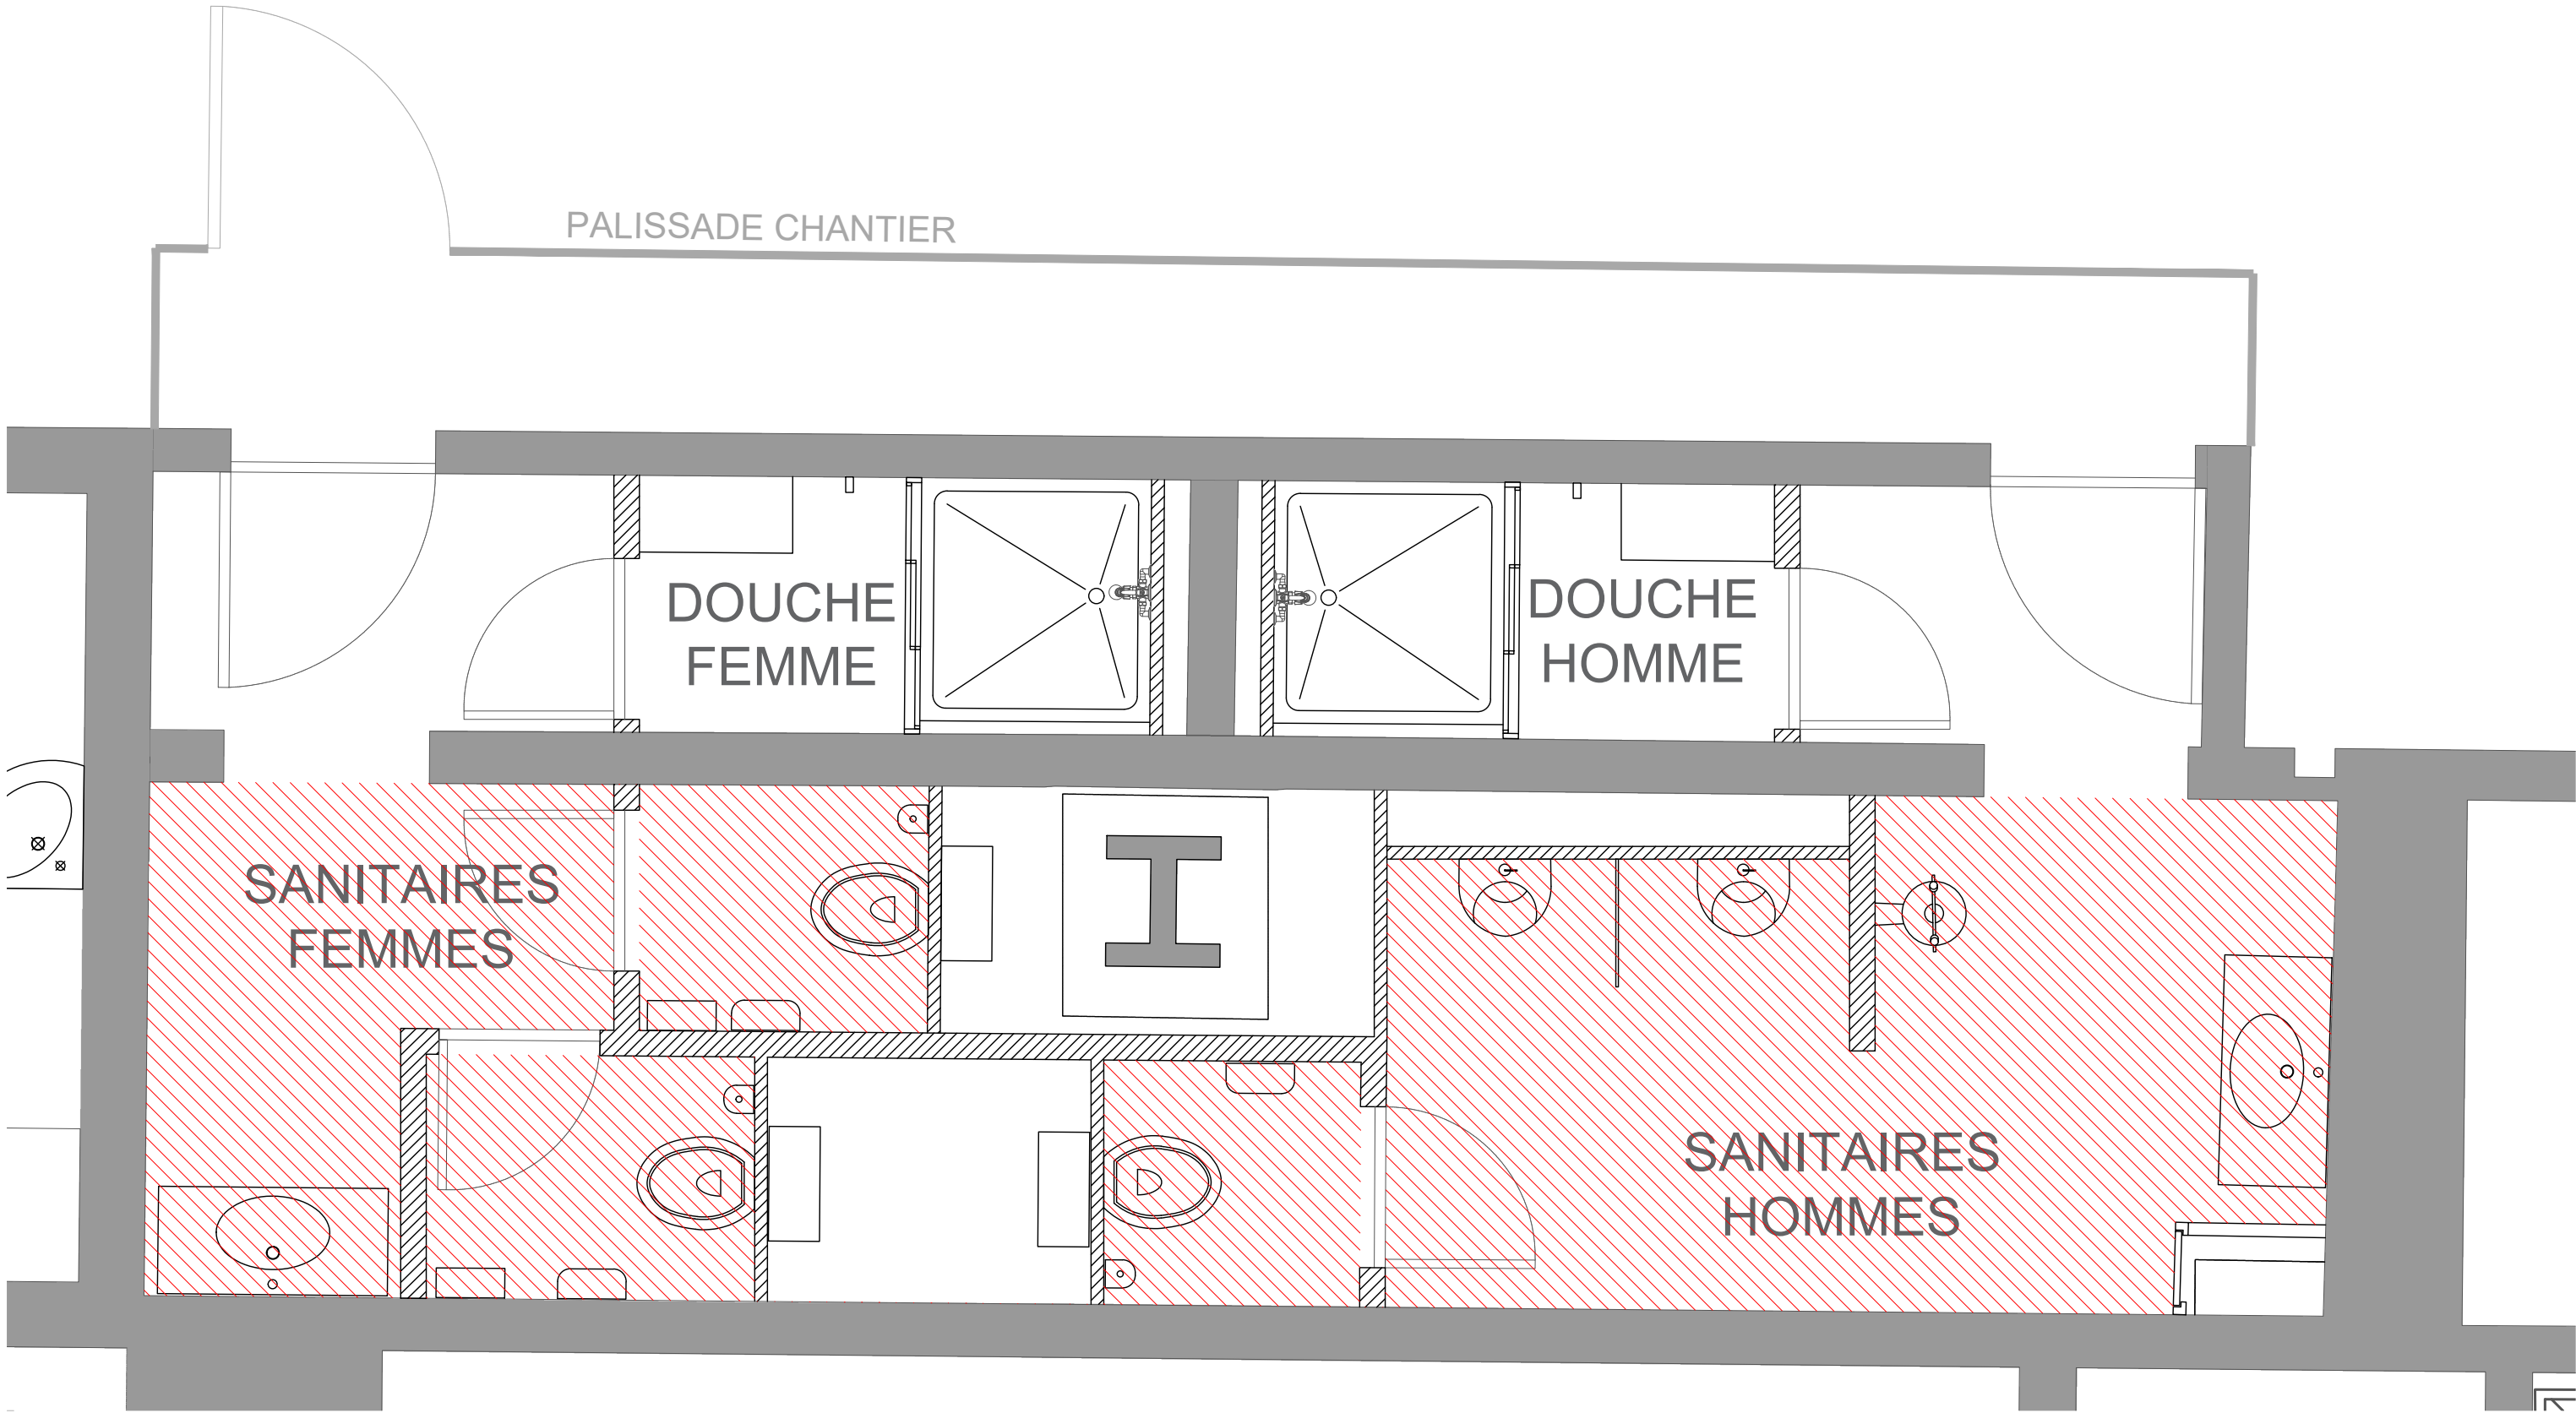 PALISSADE CHANTIER
DOUCHE
FEMME
DOUCHE
HOMME
SANITAIRES
FEMMES
SANITAIRES
HOMMES